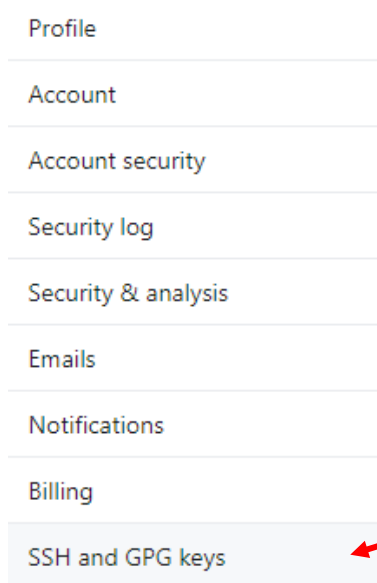 Profile
Account
Account security
Security log
Security & analysis
Emails
Notifications
Billing
SSH and GPG keys